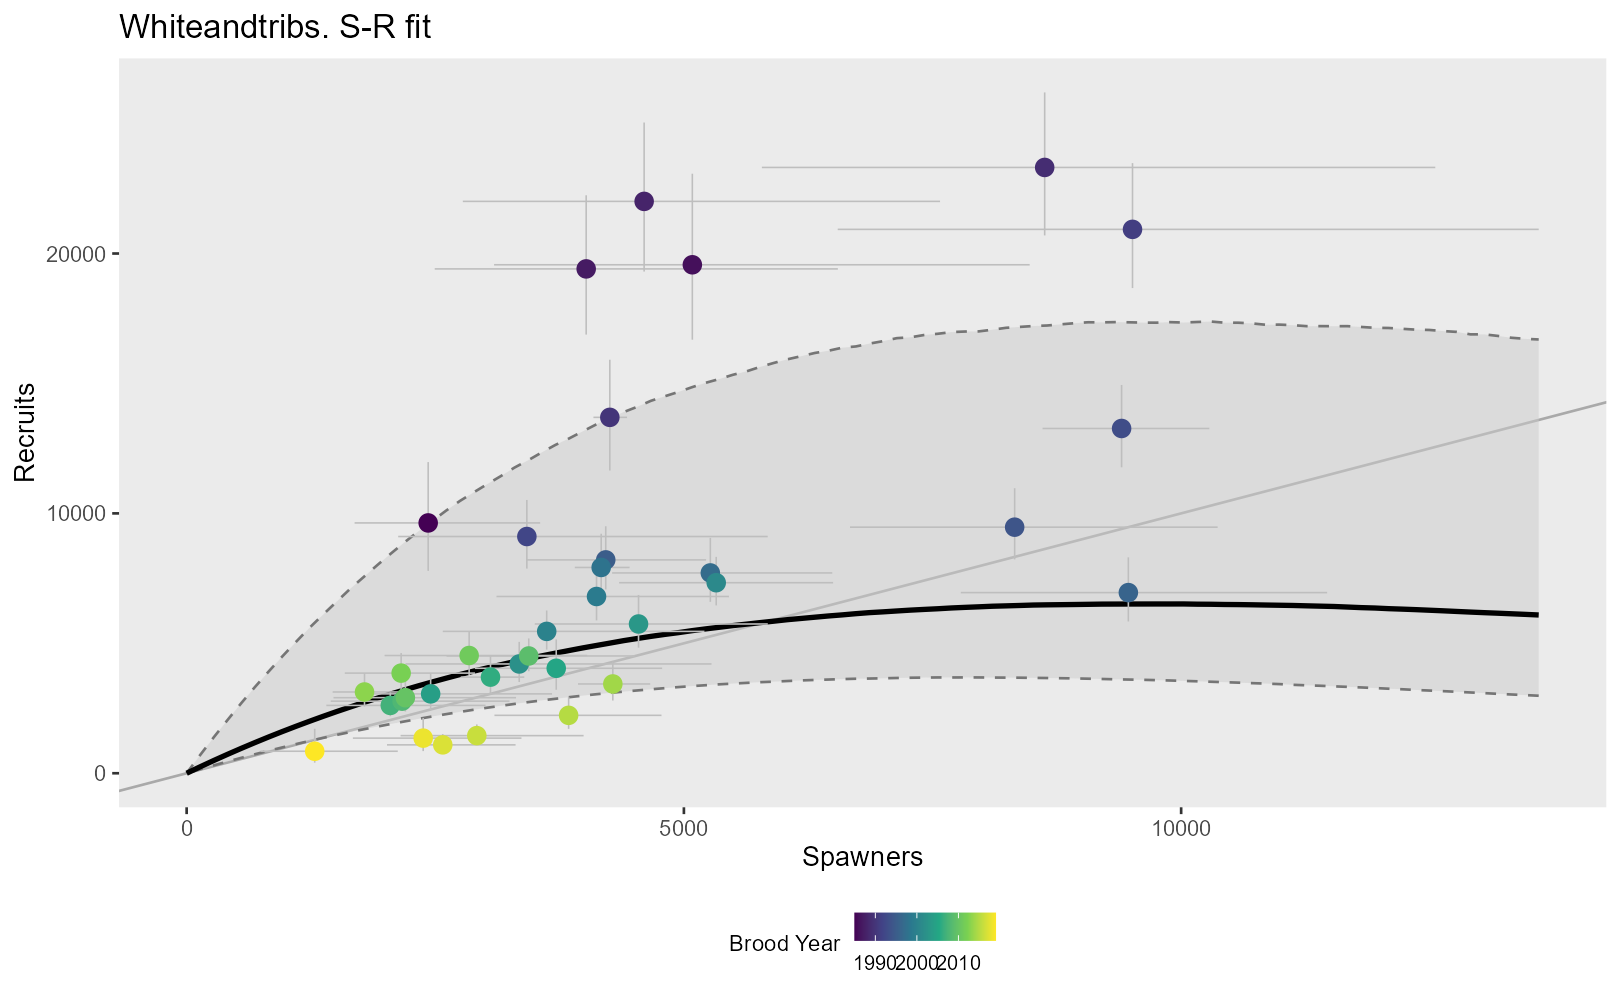 Whiteandtribs. S-R fit
Recruits
20000
10000
0
0 5000 10000
Spawners
Brood Year
1990 2000 2010